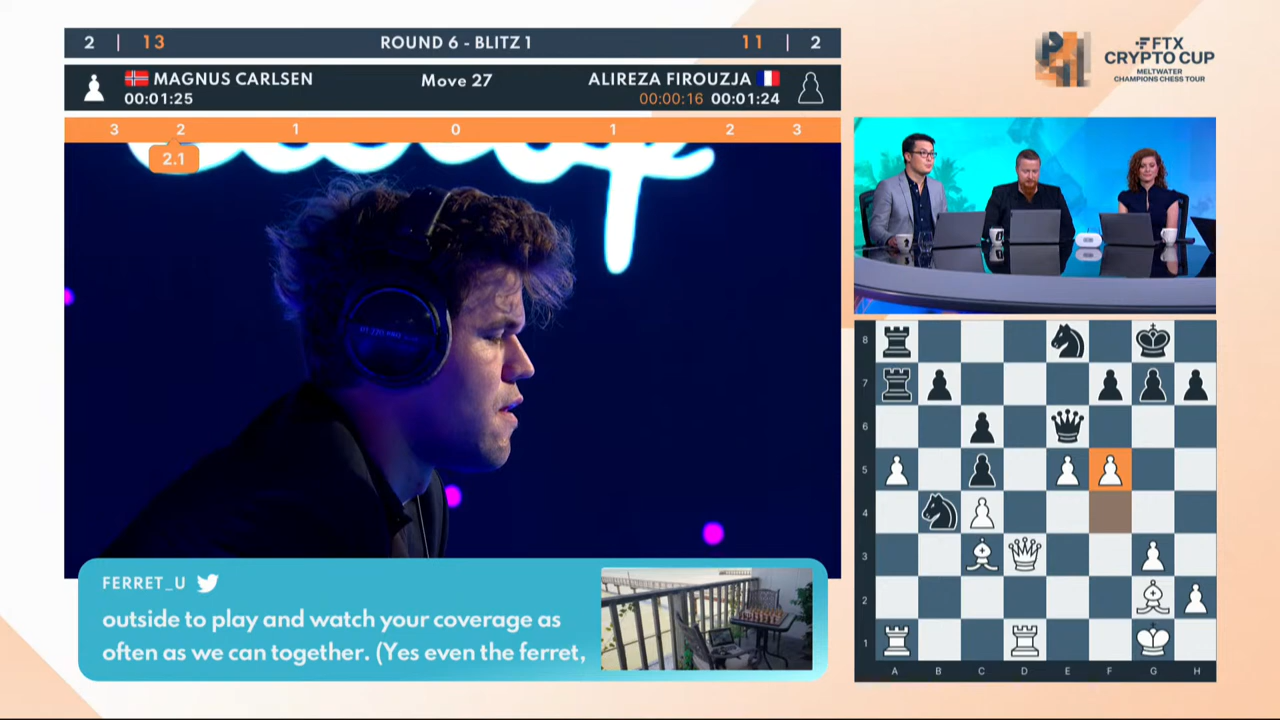 2 | 13 ROUND 6 - BLITZ 1 11 | 2
MAGNUS CARLSEN
00:01:25
Move 27
ALIREZA FIROUZJA
00:00:16 00:01:24
3 2 1 0 1 2 3
2.1
FTX
CRYPTO CUP
MELTWATER
CHAMPIONS CHESS TOUR
FERRET_U
outside to play and watch your coverage as
often as we can together. (Yes even the ferret,
8
7
6
5
4
3
2
1
A B C D E F G H